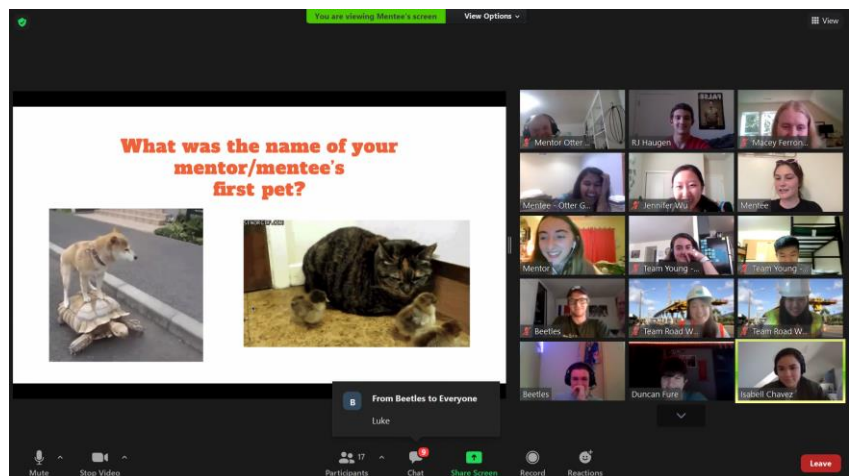 You are viewing Mentee's screen
View Options
View
What was the name of your
mentor/mentee's
first pet?
Mentor Otter ...
RJ Haugen
Macey Ferron...
Mentee - Otter G...
Jennifer Wu
Mentee
Mentor
Team Young -...
Team Young -...
Beetles
Team Road W...
Team Road W...
Beetles
Duncan Fure
Isabell Chavez
B
From Beetles to Everyone
Luke
Mute
Stop Video
17
Participants
9
Chat
Share Screen
Record
Reactions
Leave